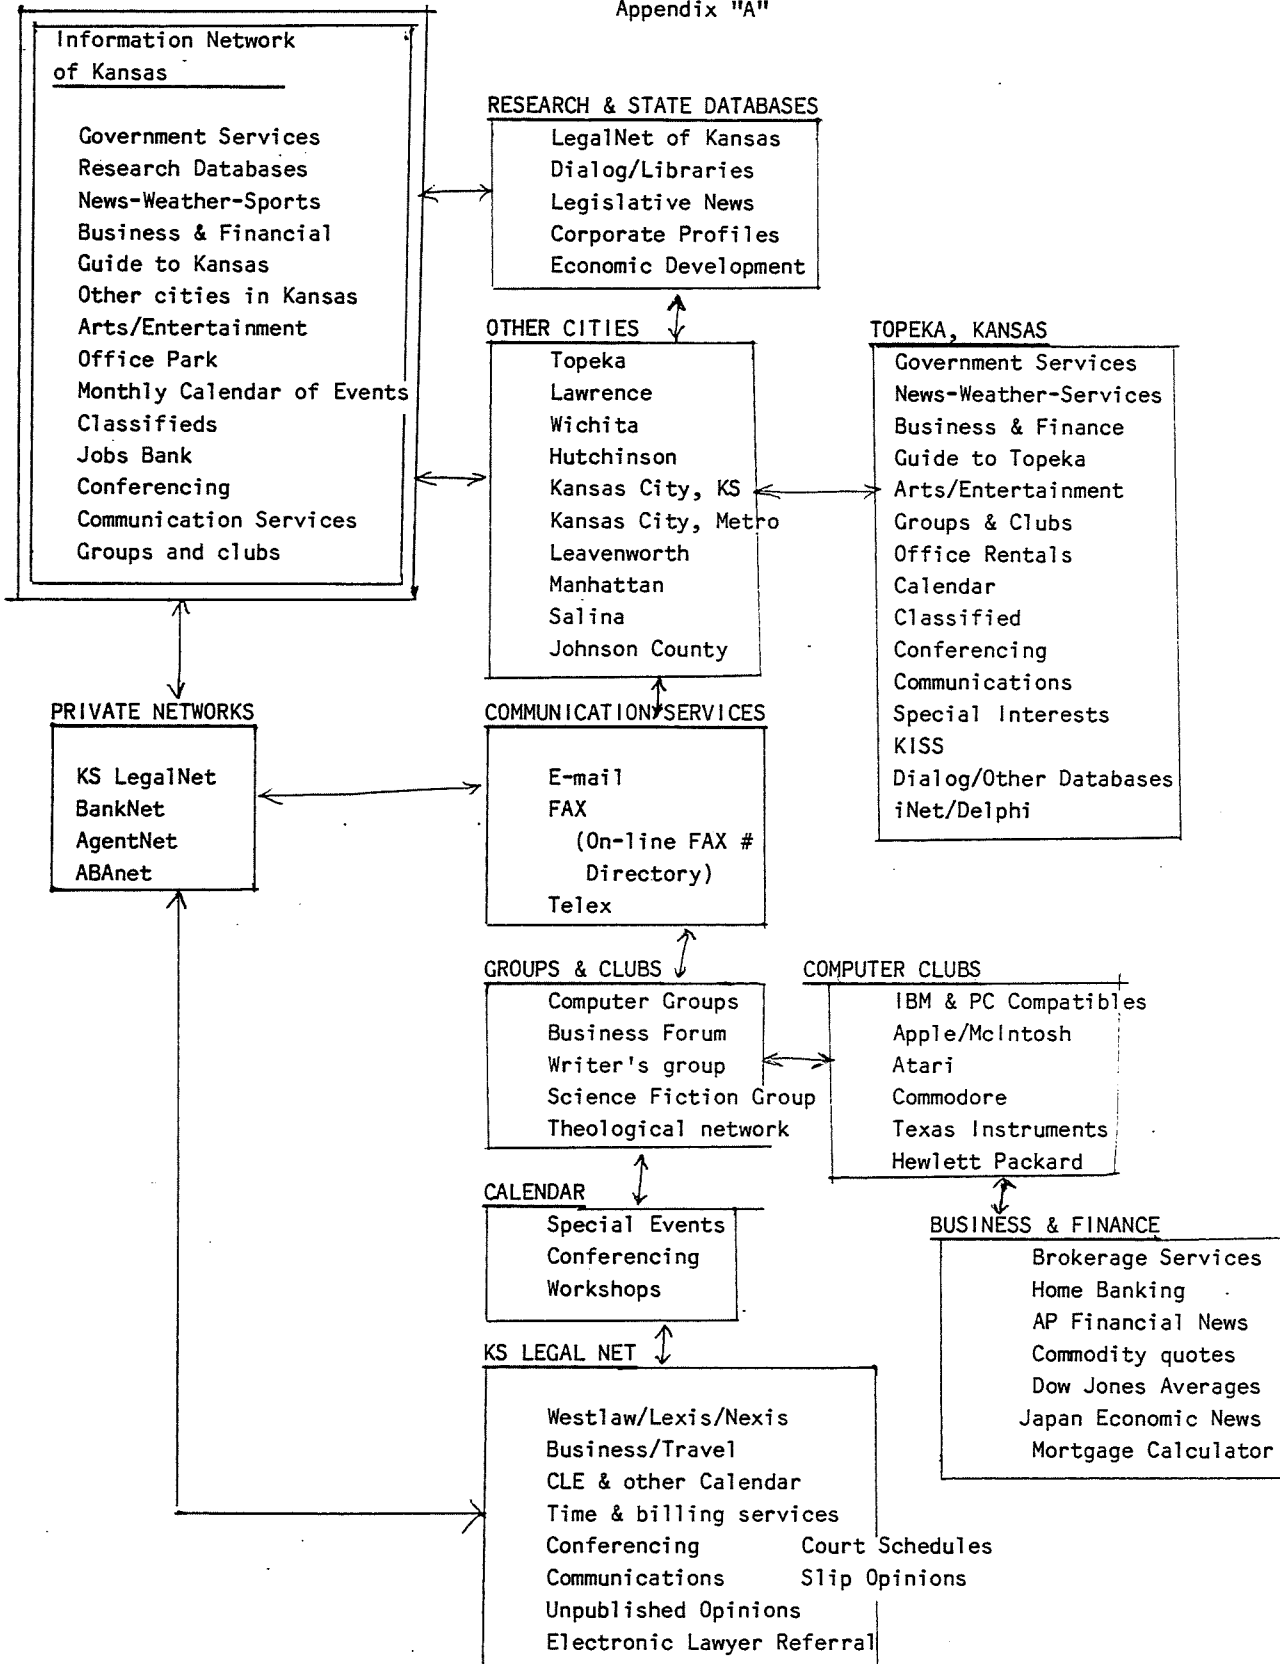 Appendix "A"
Information Network
of Kansas
Government Services
Research Databases
News-Weather-Sports
Business & Financial
Guide to Kansas
Other cities in Kansas
Arts/Entertainment
Office Park
Monthly Calendar of Events
Classifieds
Jobs Bank
Conferencing
Communication Services
Groups and clubs
RESEARCH & STATE DATABASES
LegalNet of Kansas
Dialog/Libraries
Legislative News
Corporate Profiles
Economic Development
OTHER CITIES
Topeka
Lawrence
Wichita
Hutchinson
Kansas City, KS
Kansas City, Metro
Leavenworth
Manhattan
Salina
Johnson County
TOPEKA, KANSAS
Government Services
News-Weather-Services
Business & Finance
Guide to Topeka
Arts/Entertainment
Groups & Clubs
Office Rentals
Calendar
Classified
Conferencing
Communications
Special Interests
KISS
Dialog/Other Databases
iNet/Delphi
PRIVATE NETWORKS
KS LegalNet
BankNet
AgentNet
ABAnet
COMMUNICATION SERVICES
E-mail
FAX
(On-line FAX #
Directory)
Telex
GROUPS & CLUBS
Computer Groups
Business Forum
Writer's group
Science Fiction Group
Theological network
COMPUTER CLUBS
IBM & PC Compatibles
Apple/McIntosh
Atari
Commodore
Texas Instruments
Hewlett Packard
CALENDAR
Special Events
Conferencing
Workshops
BUSINESS & FINANCE
Brokerage Services
Home Banking
AP Financial News
Commodity quotes
Dow Jones Averages
Japan Economic News
Mortgage Calculator
KS LEGAL NET
Westlaw/Lexis/Nexis
Business/Travel
CLE & other Calendar
Time & billing services
Conferencing Court Schedules
Communications Slip Opinions
Unpublished Opinions
Electronic Lawyer Referral